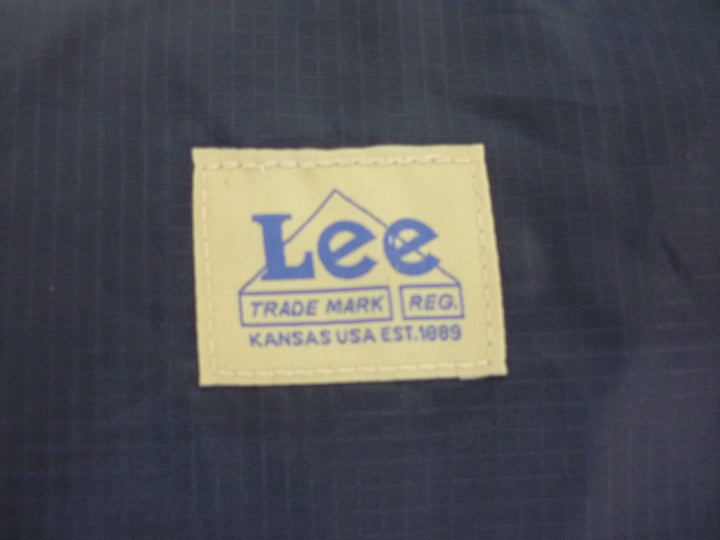 Lee
TRADE MARK REG.
KANSAS USA EST.1889